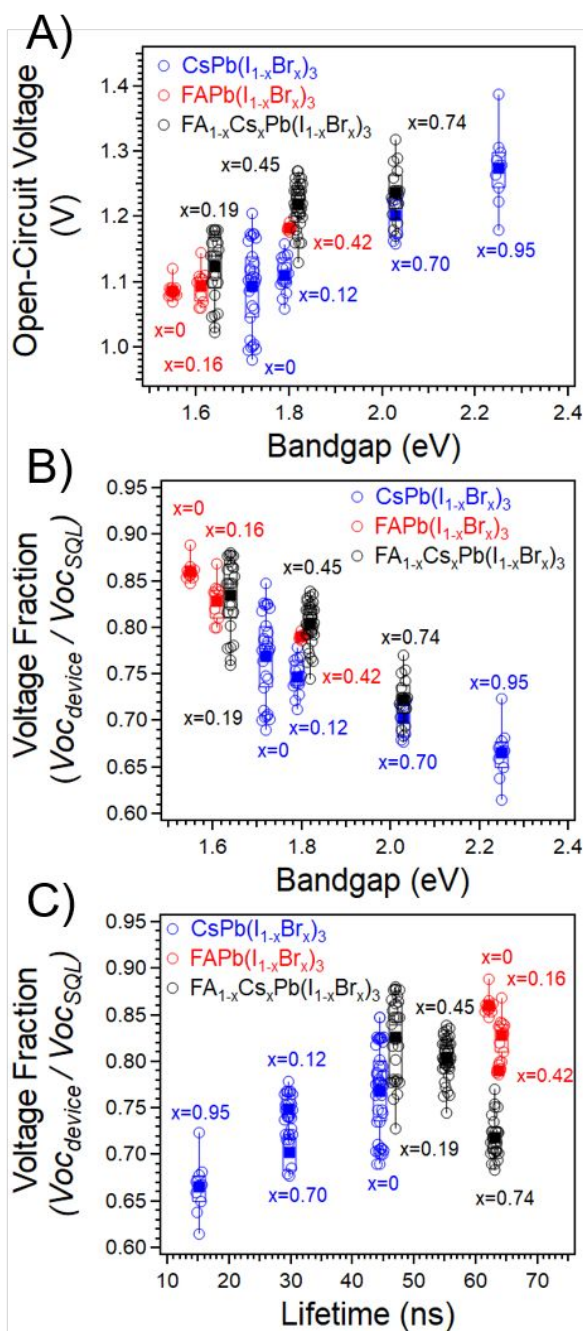 A)
CsPb(I₁₋ₓBrₓ)₃
FAPb(I₁₋ₓBrₓ)₃
FA₁₋ₓCsₓPb(I₁₋ₓBrₓ)₃
x=0.74
x=0.45
x=0.19
x=0.42
x=0.70
x=0.95
x=0.12
x=0
x=0.16
x=0
1.4
1.3
1.2
1.1
1.0
Open-Circuit Voltage
(V)
1.6 1.8 2.0 2.2 2.4
Bandgap (eV)
B)
CsPb(I₁₋ₓBrₓ)₃
FAPb(I₁₋ₓBrₓ)₃
FA₁₋ₓCsₓPb(I₁₋ₓBrₓ)₃
x=0
x=0.16
x=0.45
x=0.74
x=0.95
x=0.42
x=0.19
x=0.12
x=0.70
x=0
0.95
0.90
0.85
0.80
0.75
0.70
0.65
0.60
Voltage Fraction
(Voc_device / Voc_SQL)
1.6 1.8 2.0 2.2 2.4
Bandgap (eV)
C)
CsPb(I₁₋ₓBrₓ)₃
FAPb(I₁₋ₓBrₓ)₃
FA₁₋ₓCsₓPb(I₁₋ₓBrₓ)₃
x=0
x=0.16
x=0.45
x=0.12
x=0.42
x=0.95
x=0.19
x=0.70
x=0
x=0.74
0.95
0.90
0.85
0.80
0.75
0.70
0.65
0.60
Voltage Fraction
(Voc_device / Voc_SQL)
10 20 30 40 50 60 70
Lifetime (ns)